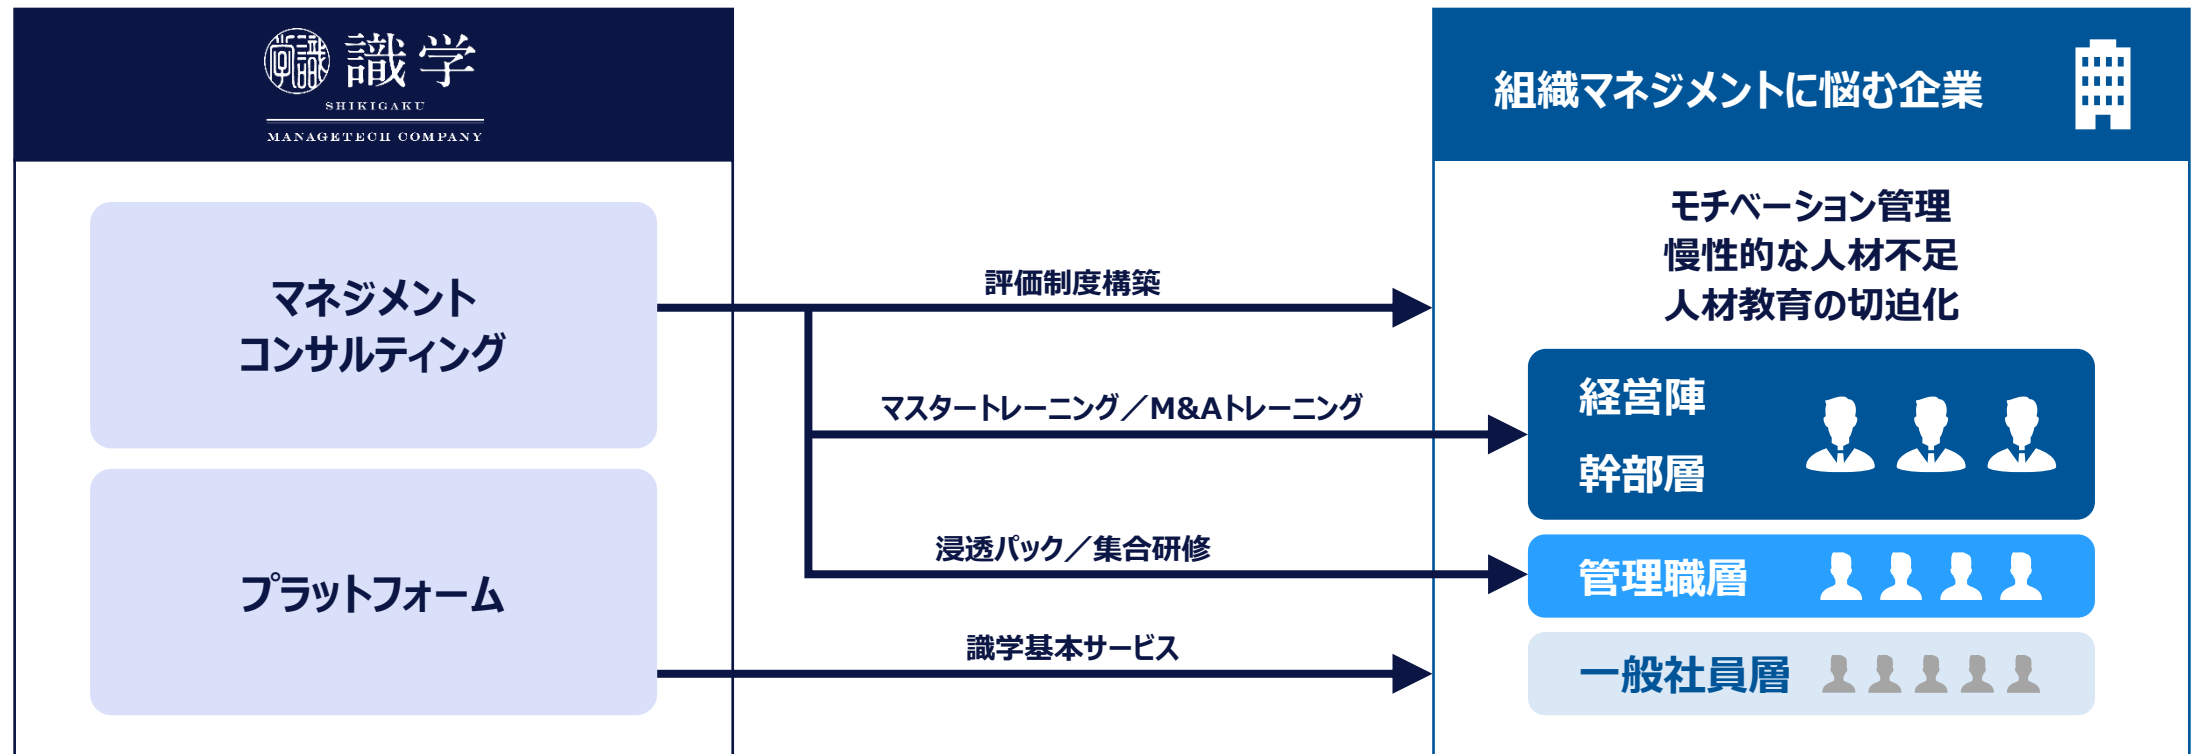 識学
識学
SHIKIGAKU
MANAGETECH COMPANY
マネジメント
コンサルティング
プラットフォーム
評価制度構築
マスタートレーニング／M&Aトレーニング
浸透パック／集合研修
識学基本サービス
組織マネジメントに悩む企業
モチベーション管理
慢性的な人材不足
人材教育の切迫化
経営陣
幹部層
管理職層
一般社員層